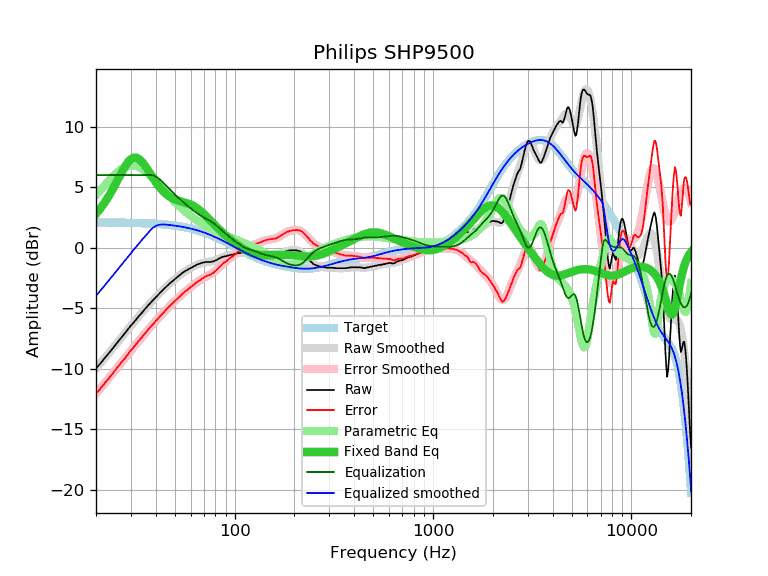 Philips SHP9500
Amplitude (dBr)
10
5
0
−5
−10
−15
−20
Target
Raw Smoothed
Error Smoothed
Raw
Error
Parametric Eq
Fixed Band Eq
Equalization
Equalized smoothed
100
1000
10000
Frequency (Hz)